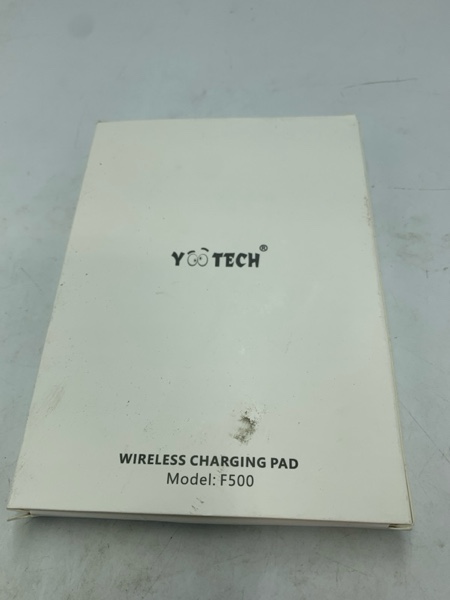 YOOTECH®
WIRELESS CHARGING PAD
Model: F500